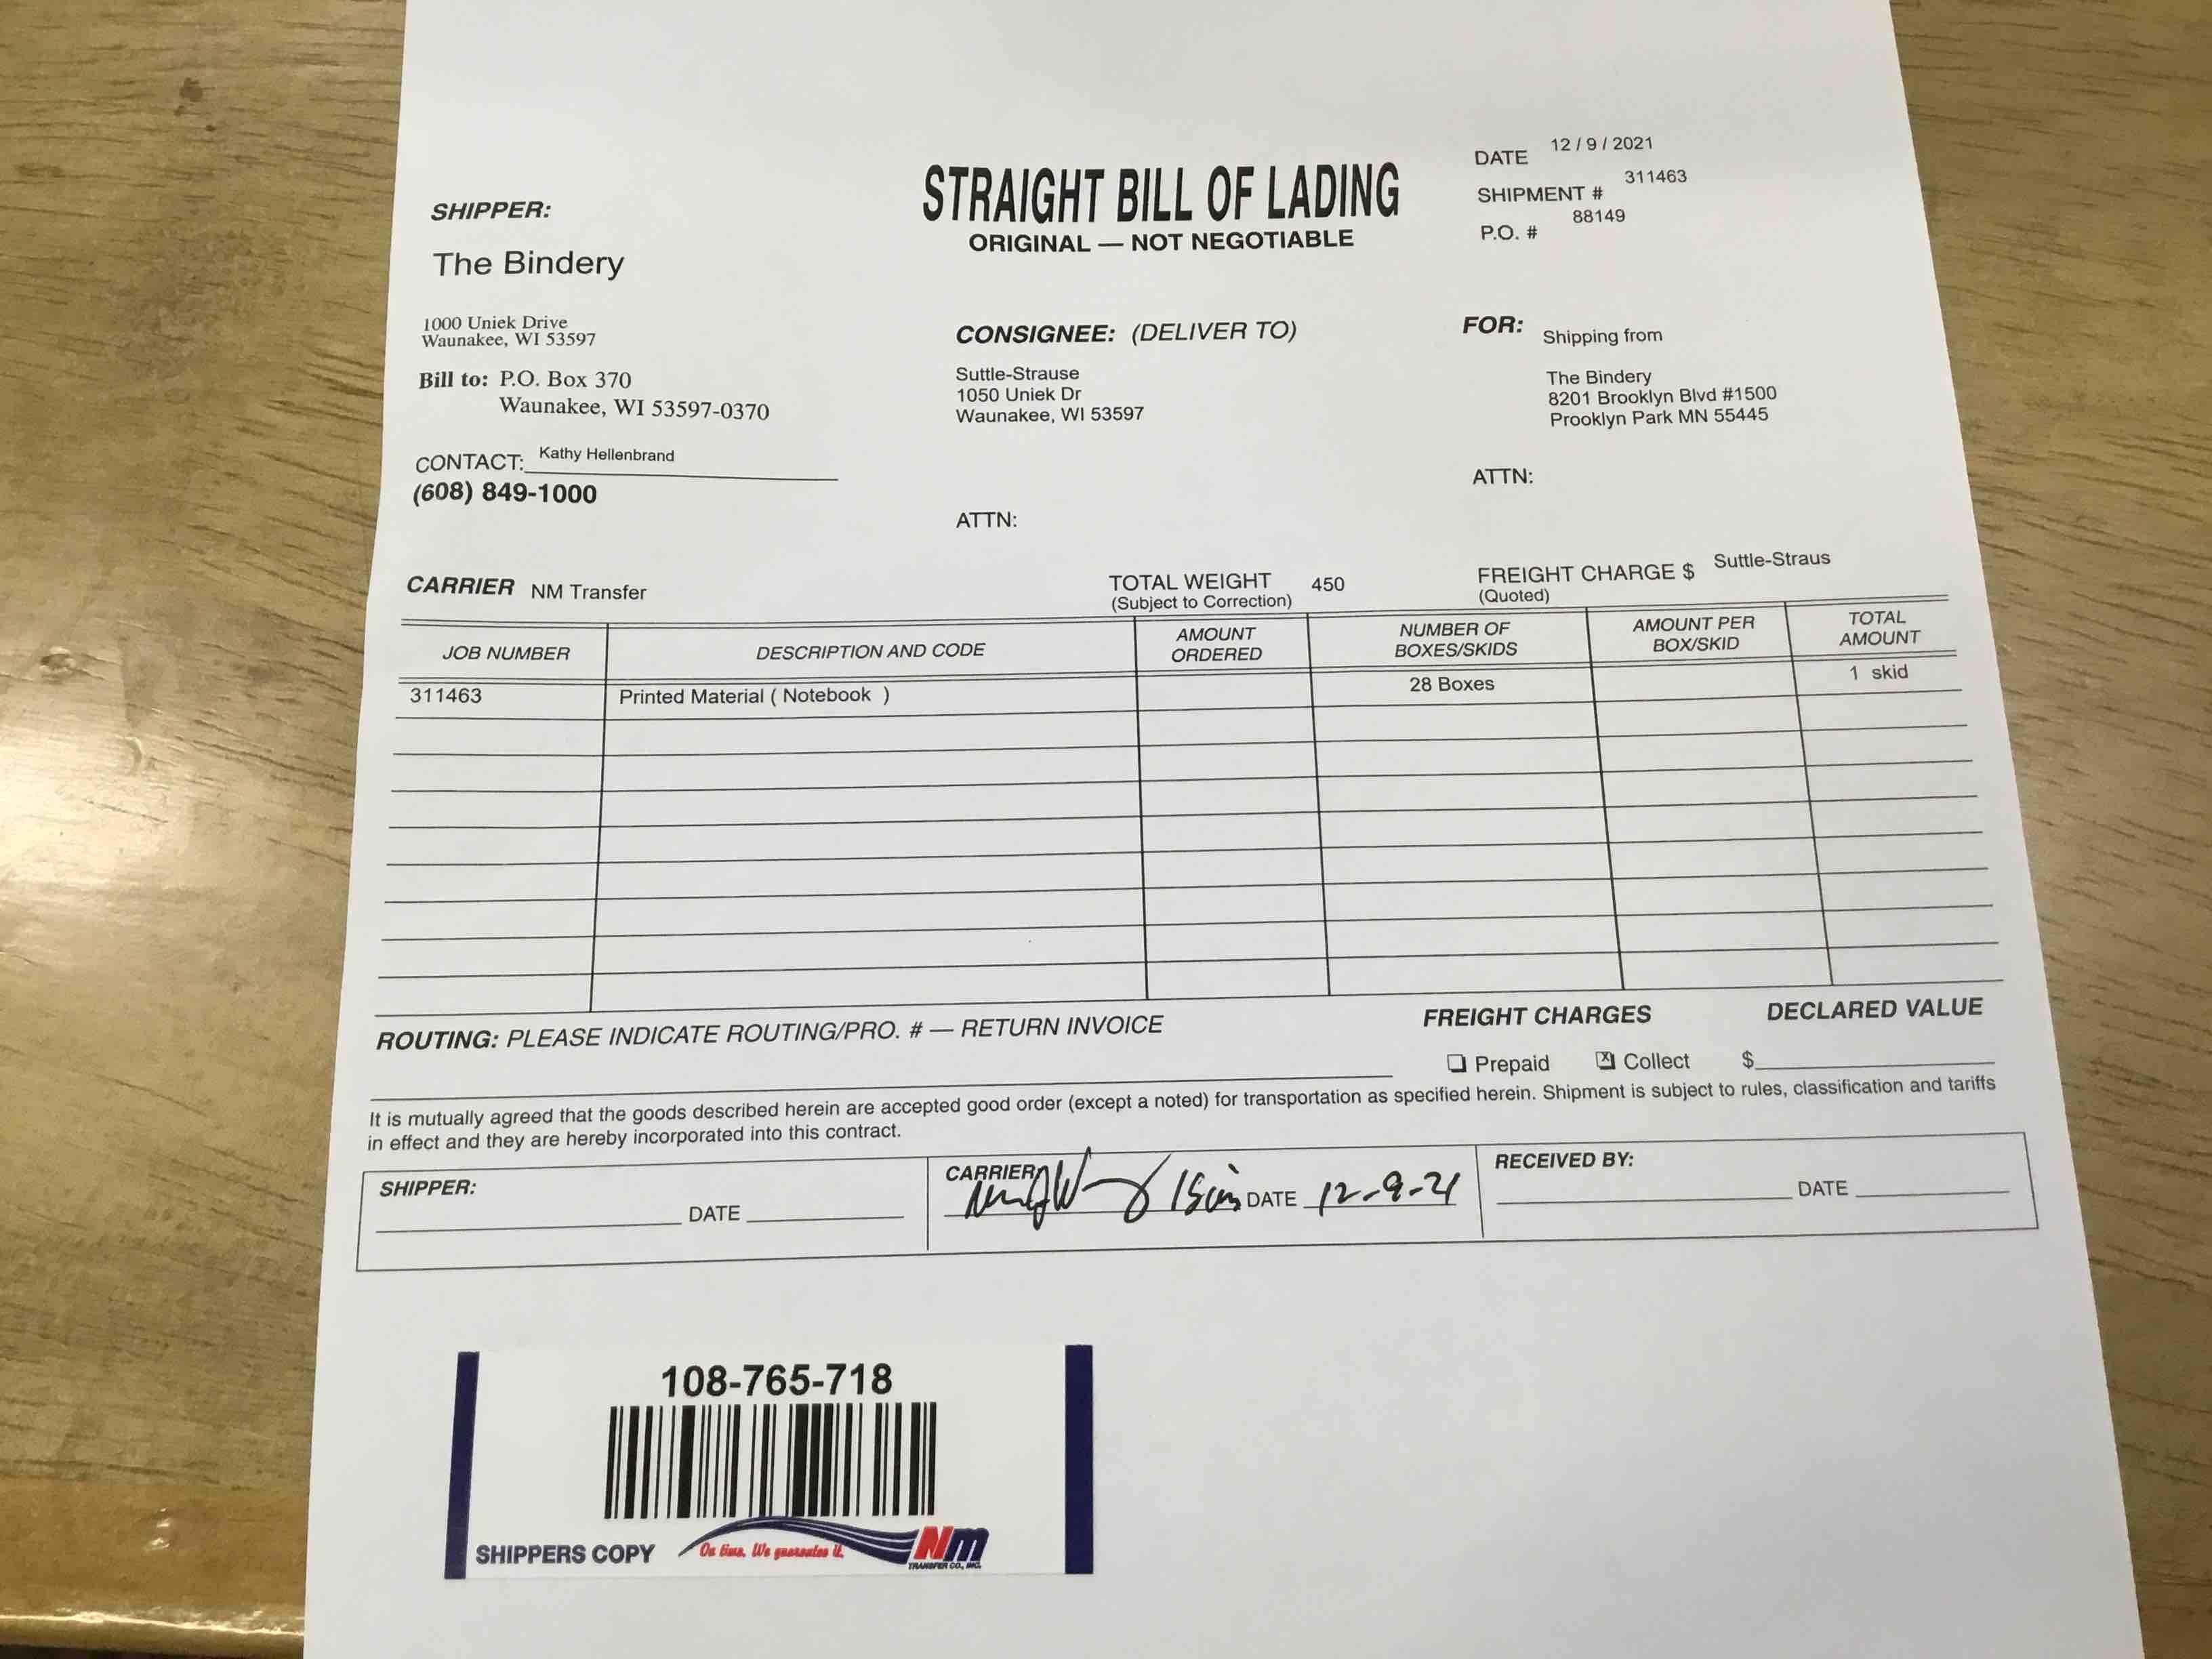 STRAIGHT BILL OF LADING
ORIGINAL — NOT NEGOTIABLE
DATE 12 / 9 / 2021
SHIPMENT # 311463
P.O. # 88149
SHIPPER:
The Bindery
1000 Uniek Drive
Waunakee, WI 53597
Bill to: P.O. Box 370
Waunakee, WI 53597-0370
CONTACT: Kathy Hellenbrand
(608) 849-1000
CONSIGNEE: (DELIVER TO)
Suttle-Strause
1050 Uniek Dr
Waunakee, WI 53597
ATTN:
FOR: Shipping from
The Bindery
8201 Brooklyn Blvd #1500
Prooklyn Park MN 55445
ATTN:
CARRIER NM Transfer
TOTAL WEIGHT 450
(Subject to Correction)
FREIGHT CHARGE $ Suttle-Straus
(Quoted)
JOB NUMBER DESCRIPTION AND CODE AMOUNT ORDERED NUMBER OF BOXES/SKIDS AMOUNT PER BOX/SKID TOTAL AMOUNT
311463 Printed Material ( Notebook ) 28 Boxes 1 skid
ROUTING: PLEASE INDICATE ROUTING/PRO. # — RETURN INVOICE
FREIGHT CHARGES DECLARED VALUE
Prepaid Collect $
It is mutually agreed that the goods described herein are accepted good order (except a noted) for transportation as specified herein. Shipment is subject to rules, classification and tariffs
in effect and they are hereby incorporated into this contract.
SHIPPER:
DATE
CARRIER
DATE 12-9-21
RECEIVED BY:
DATE
108-765-718
SHIPPERS COPY
On time. We guarantee it.
Nm
TRANSFER CO., INC.